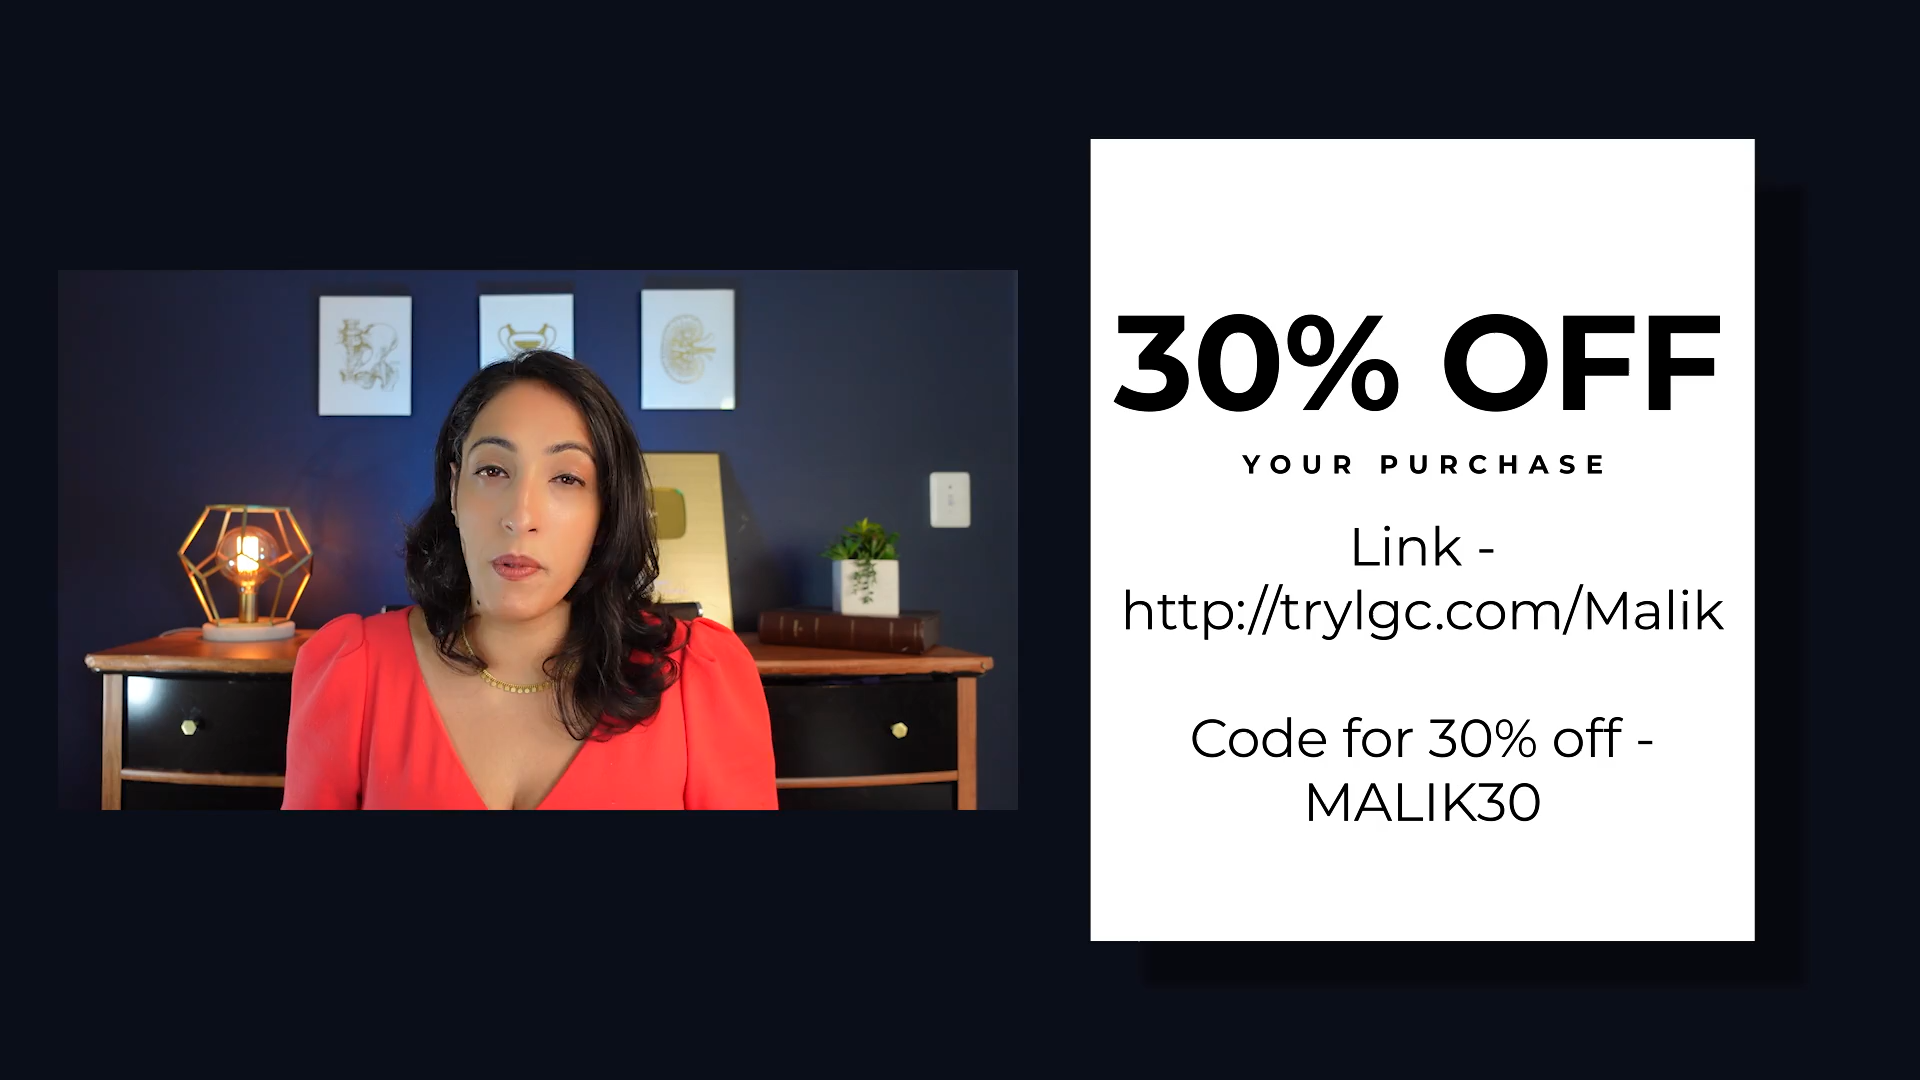 30% OFF
YOUR PURCHASE
Link -
http://trylgc.com/Malik
Code for 30% off -
MALIK30